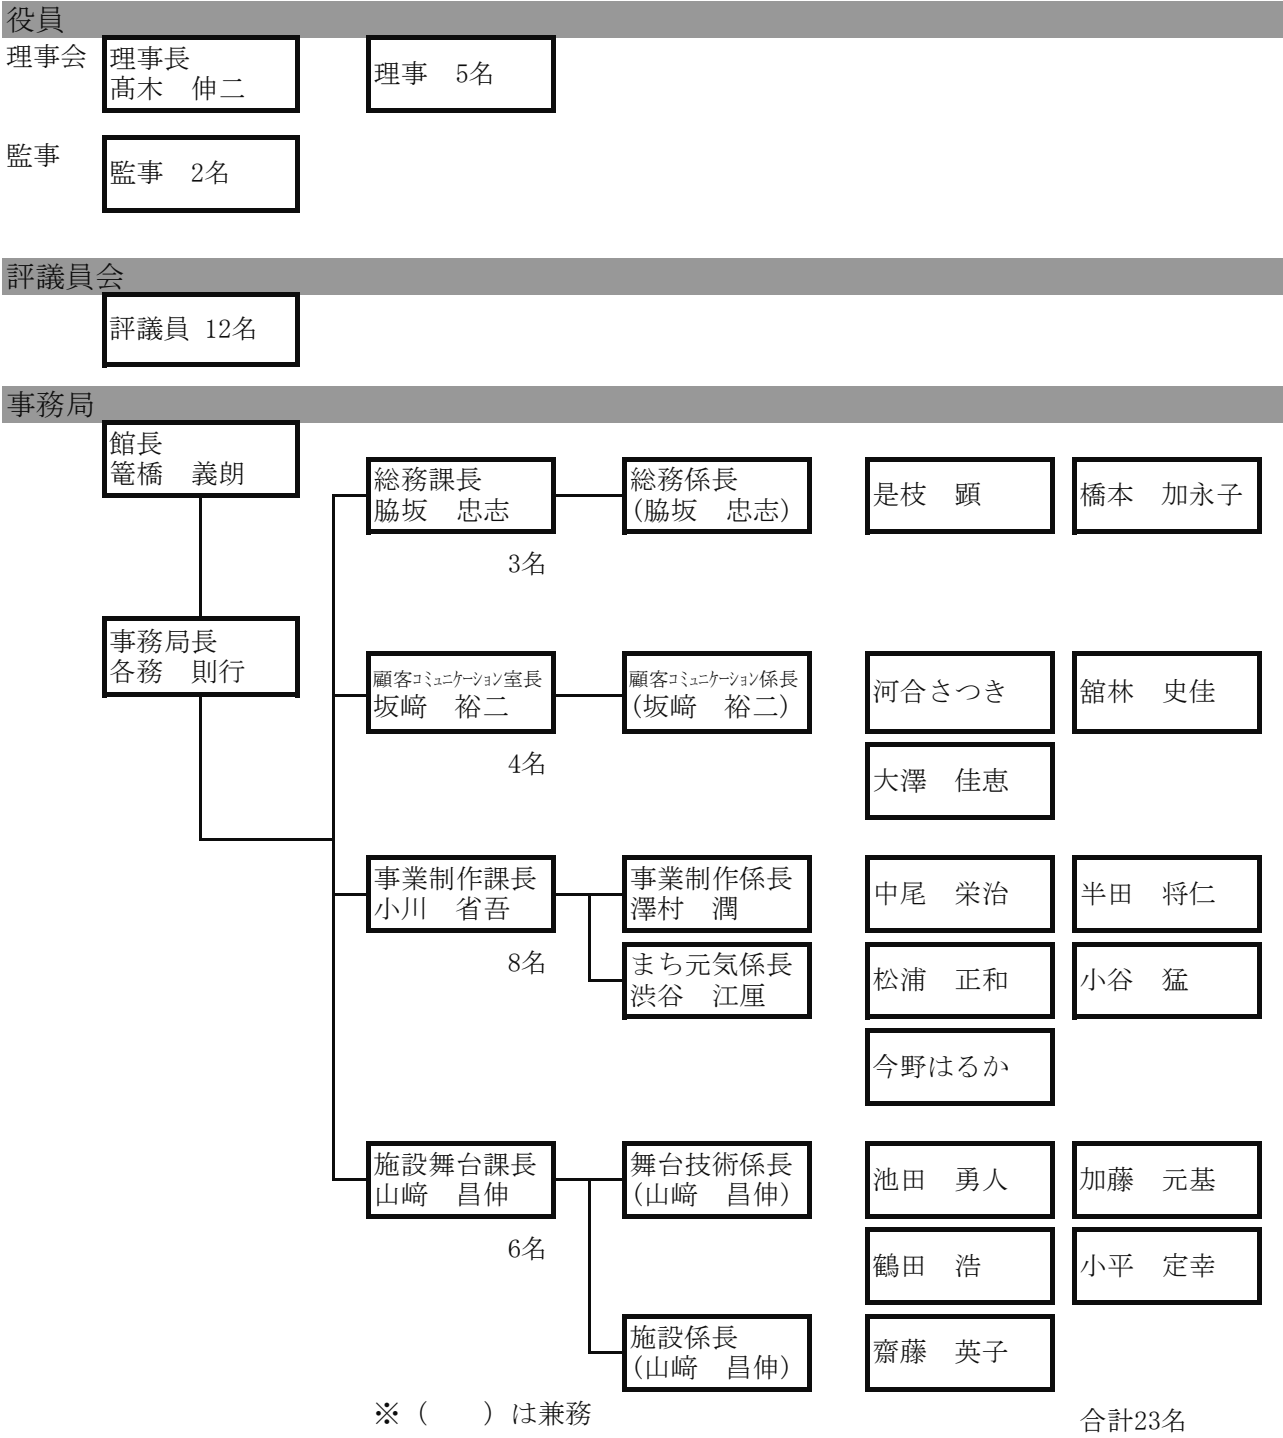 役員
理事会
理事長
髙木　伸二
理事　5名
監事
監事　2名
評議員会
評議員 12名
事務局
館長
篭橋　義朗
事務局長
各務　則行
総務課長
脇坂　忠志
3名
総務係長
(脇坂　忠志)
是枝　顕
橋本　加永子
顧客ｺﾐｭﾆｹｰｼｮﾝ室長
坂﨑　裕二
4名
顧客ｺﾐｭﾆｹｰｼｮﾝ係長
(坂﨑　裕二)
河合さつき
舘林　史佳
大澤　佳恵
事業制作課長
小川　省吾
8名
事業制作係長
澤村　潤
まち元気係長
渋谷　江厘
中尾　栄治
半田　将仁
松浦　正和
小谷　猛
今野はるか
施設舞台課長
山﨑　昌伸
6名
舞台技術係長
(山﨑　昌伸)
池田　勇人
加藤　元基
鶴田　浩
小平　定幸
施設係長
(山﨑　昌伸)
齋藤　英子
※（　　）は兼務
合計23名